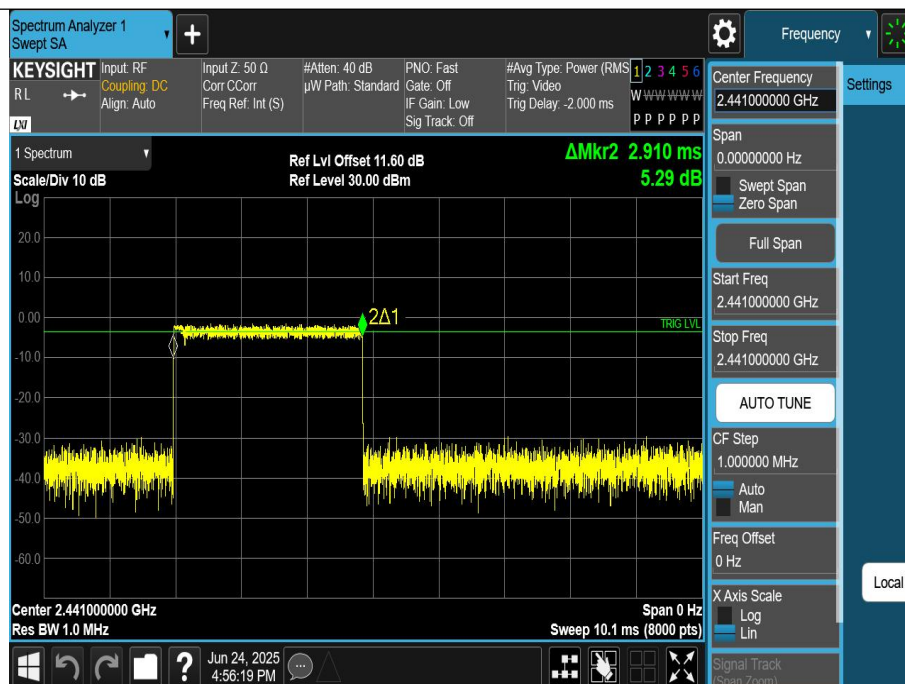 Spectrum Analyzer 1
Swept SA
Frequency
KEYSIGHT
RL
LXI
Input: RF
Coupling: DC
Align: Auto
Input Z: 50 Ω
Corr CCorr
Freq Ref: Int (S)
#Atten: 40 dB
µW Path: Standard
PNO: Fast
Gate: Off
IF Gain: Low
Sig Track: Off
#Avg Type: Power (RMS
Trig: Video
Trig Delay: -2.000 ms
1 2 3 4 5 6
W W W W W W
P P P P P P
Center Frequency
2.441000000 GHz
Settings
1 Spectrum
Scale/Div 10 dB
Ref Lvl Offset 11.60 dB
Ref Level 30.00 dBm
ΔMkr2 2.910 ms
5.29 dB
Log
20.0
10.0
0.00
-10.0
-20.0
-30.0
-40.0
-50.0
-60.0
2Δ1
TRIG LVL
Center 2.441000000 GHz
Res BW 1.0 MHz
Span 0 Hz
Sweep 10.1 ms (8000 pts)
Span
0.00000000 Hz
Swept Span
Zero Span
Full Span
Start Freq
2.441000000 GHz
Stop Freq
2.441000000 GHz
AUTO TUNE
CF Step
1.000000 MHz
Auto
Man
Freq Offset
0 Hz
X Axis Scale
Log
Lin
Signal Track
(Span Zoom)
Local
?
Jun 24, 2025
4:56:19 PM